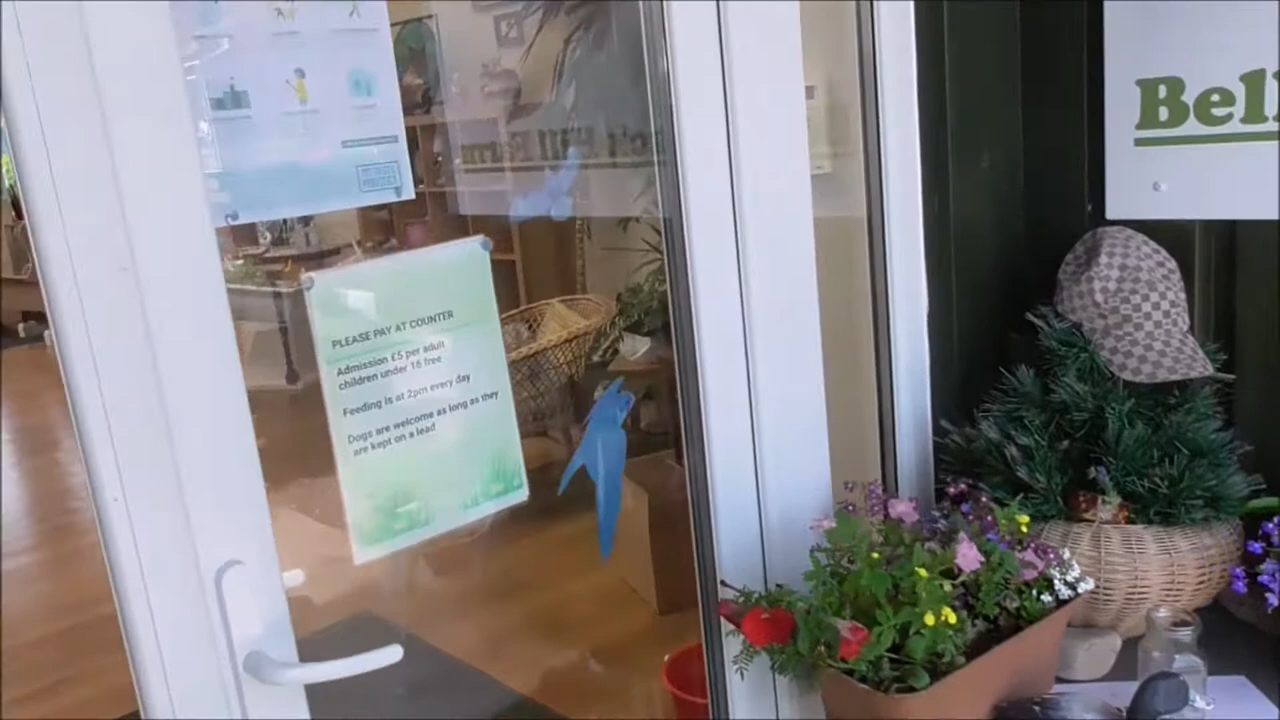 PLEASE PAY AT COUNTER
Admission £5 per adult
children under 16 free
Feeding is at 2pm every day
Dogs are welcome as long as they
are kept on a lead
Bell